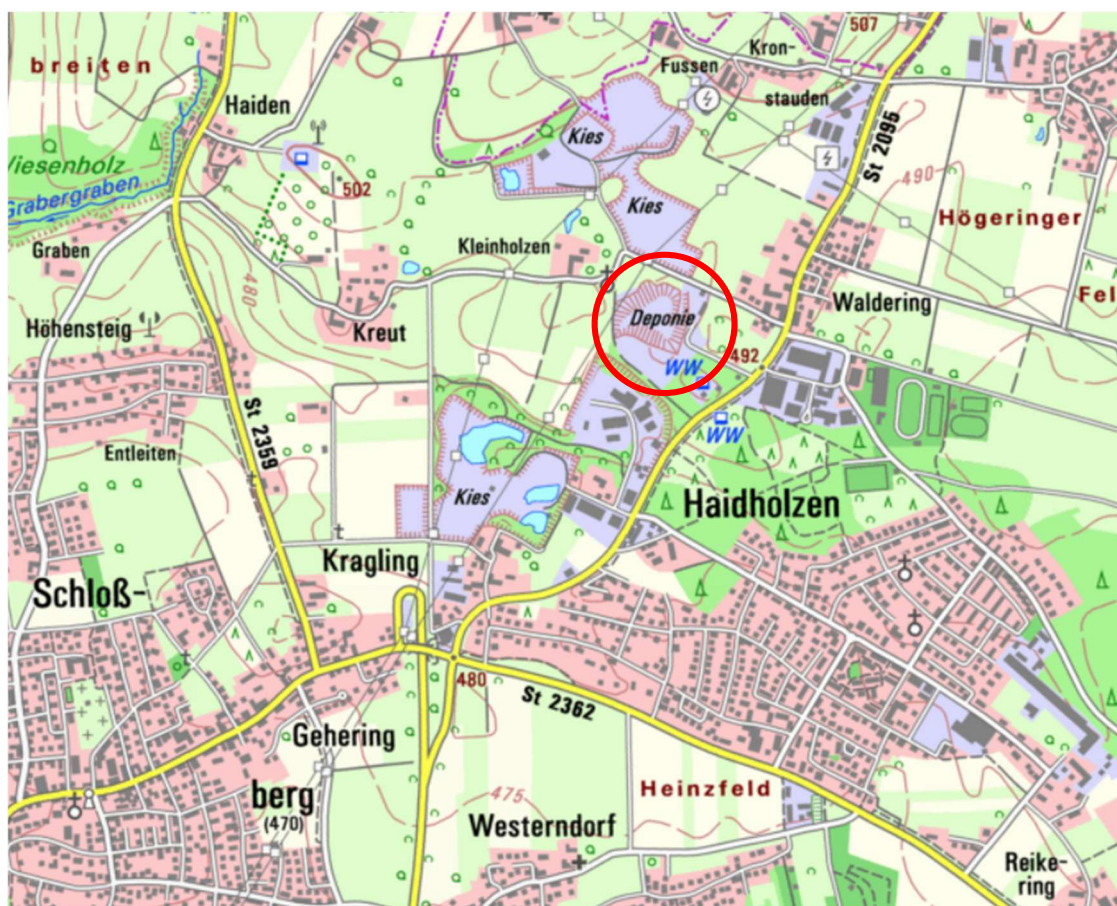 507
Kron-
breiten
Fussen
stauden
Haiden
Kies
St 2095
Wiesenholz
502
490
Grabergraben
Kies
Högeringer
Graben
Kleinholzen
480
Fel
Höhensteig
Kreut
Deponie
Waldering
WW
492
St 2359
WW
Entleiten
Kies
Haidholzen
Kragling
Schloß-
480
St 2362
Gehering
Heinzfeld
berg
475
(470)
Westerndorf
Reike-
ring